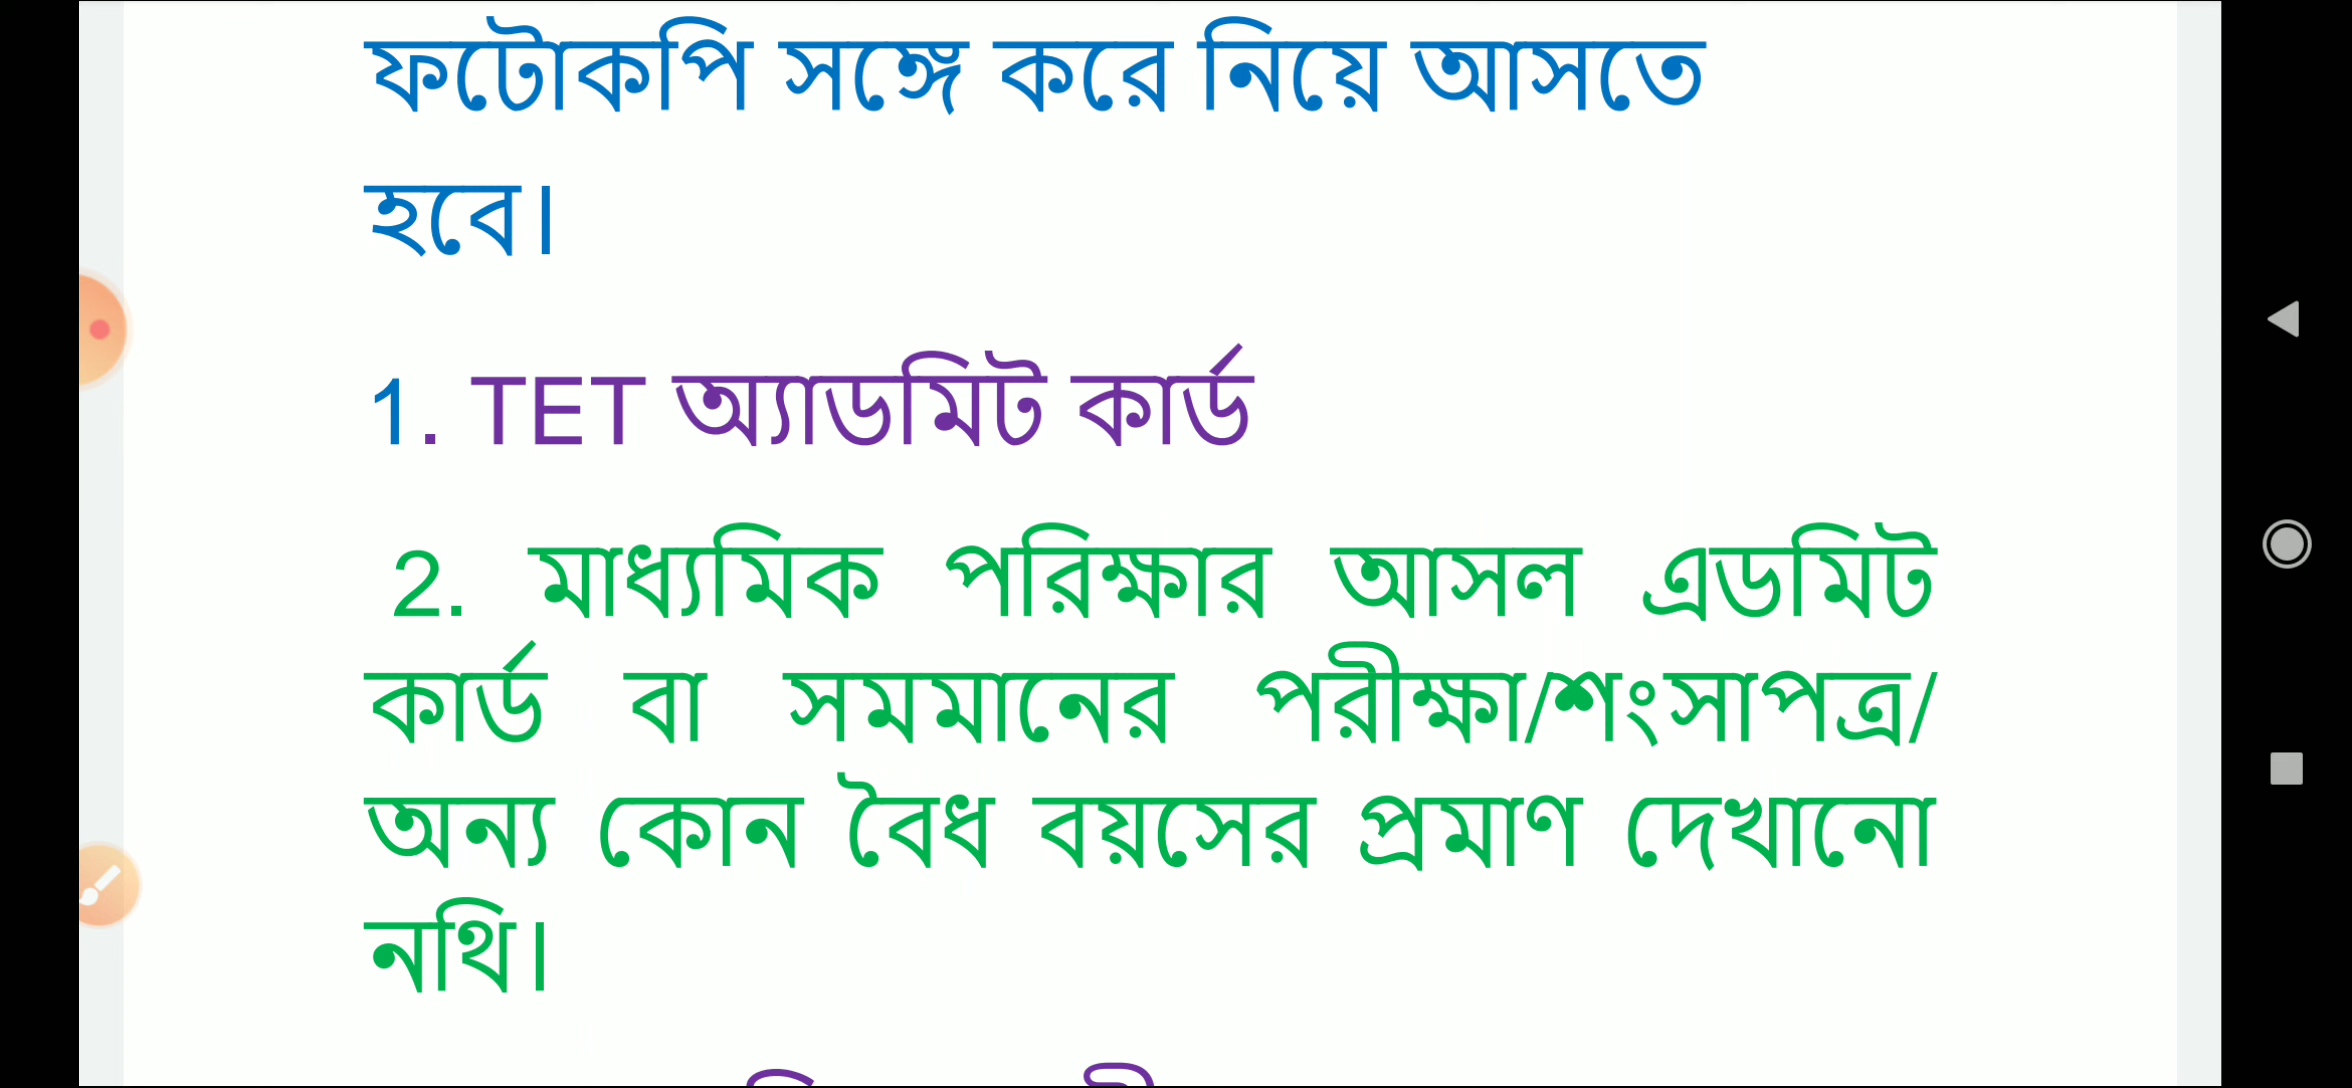 ফটোকপি সঙ্গে করে নিয়ে আসতে
হবে।
1. TET অ্যাডমিট কার্ড
2. মাধ্যমিক পরিক্ষার আসল এডমিট
কার্ড বা সমমানের পরীক্ষা/শংসাপত্র/
অন্য কোন বৈধ বয়সের প্রমাণ দেখানো
নথি।